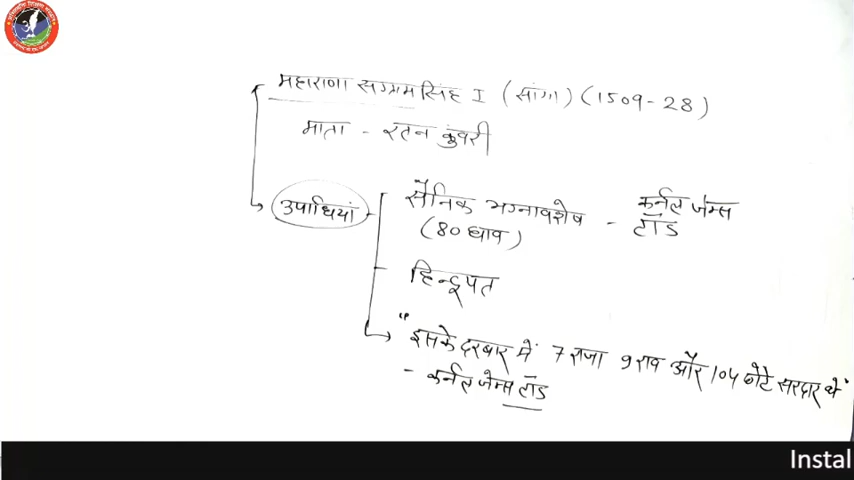 महाराणा सग्राम सिंह I (सांगा) (1509-28)
माता - रतन कुंवरी
उपाधियां
सैनिक भग्नावशेष - कर्नल जेम्स टॉड
(80 घाव)
हिन्दूपत
"इसके दरबार में 7 राजा 9 राव और 104 छोटे सरदार थे"
- कर्नल जेम्स टॉड
Instal